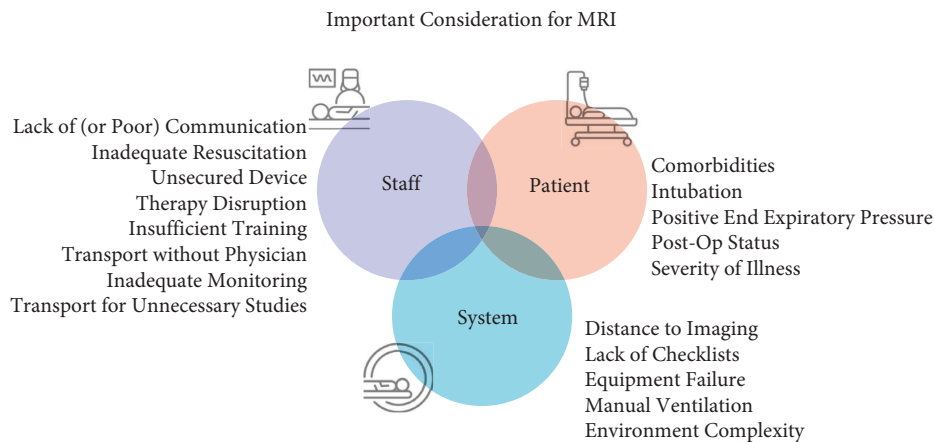 Important Consideration for MRI
Lack of (or Poor) Communication
Inadequate Resuscitation
Unsecured Device
Therapy Disruption
Insufficient Training
Transport without Physician
Inadequate Monitoring
Transport for Unnecessary Studies
Staff
Patient
Comorbidities
Intubation
Positive End Expiratory Pressure
Post-Op Status
Severity of Illness
System
Distance to Imaging
Lack of Checklists
Equipment Failure
Manual Ventilation
Environment Complexity